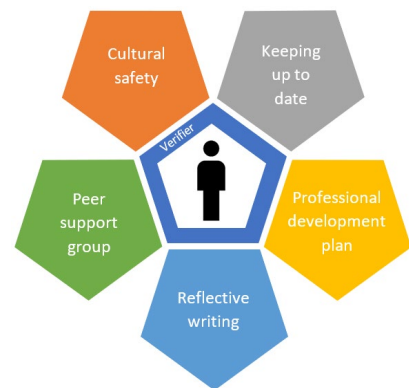 Cultural
safety
Keeping
up to
date
Verifier
Peer
support
group
Professional
development
plan
Reflective
writing